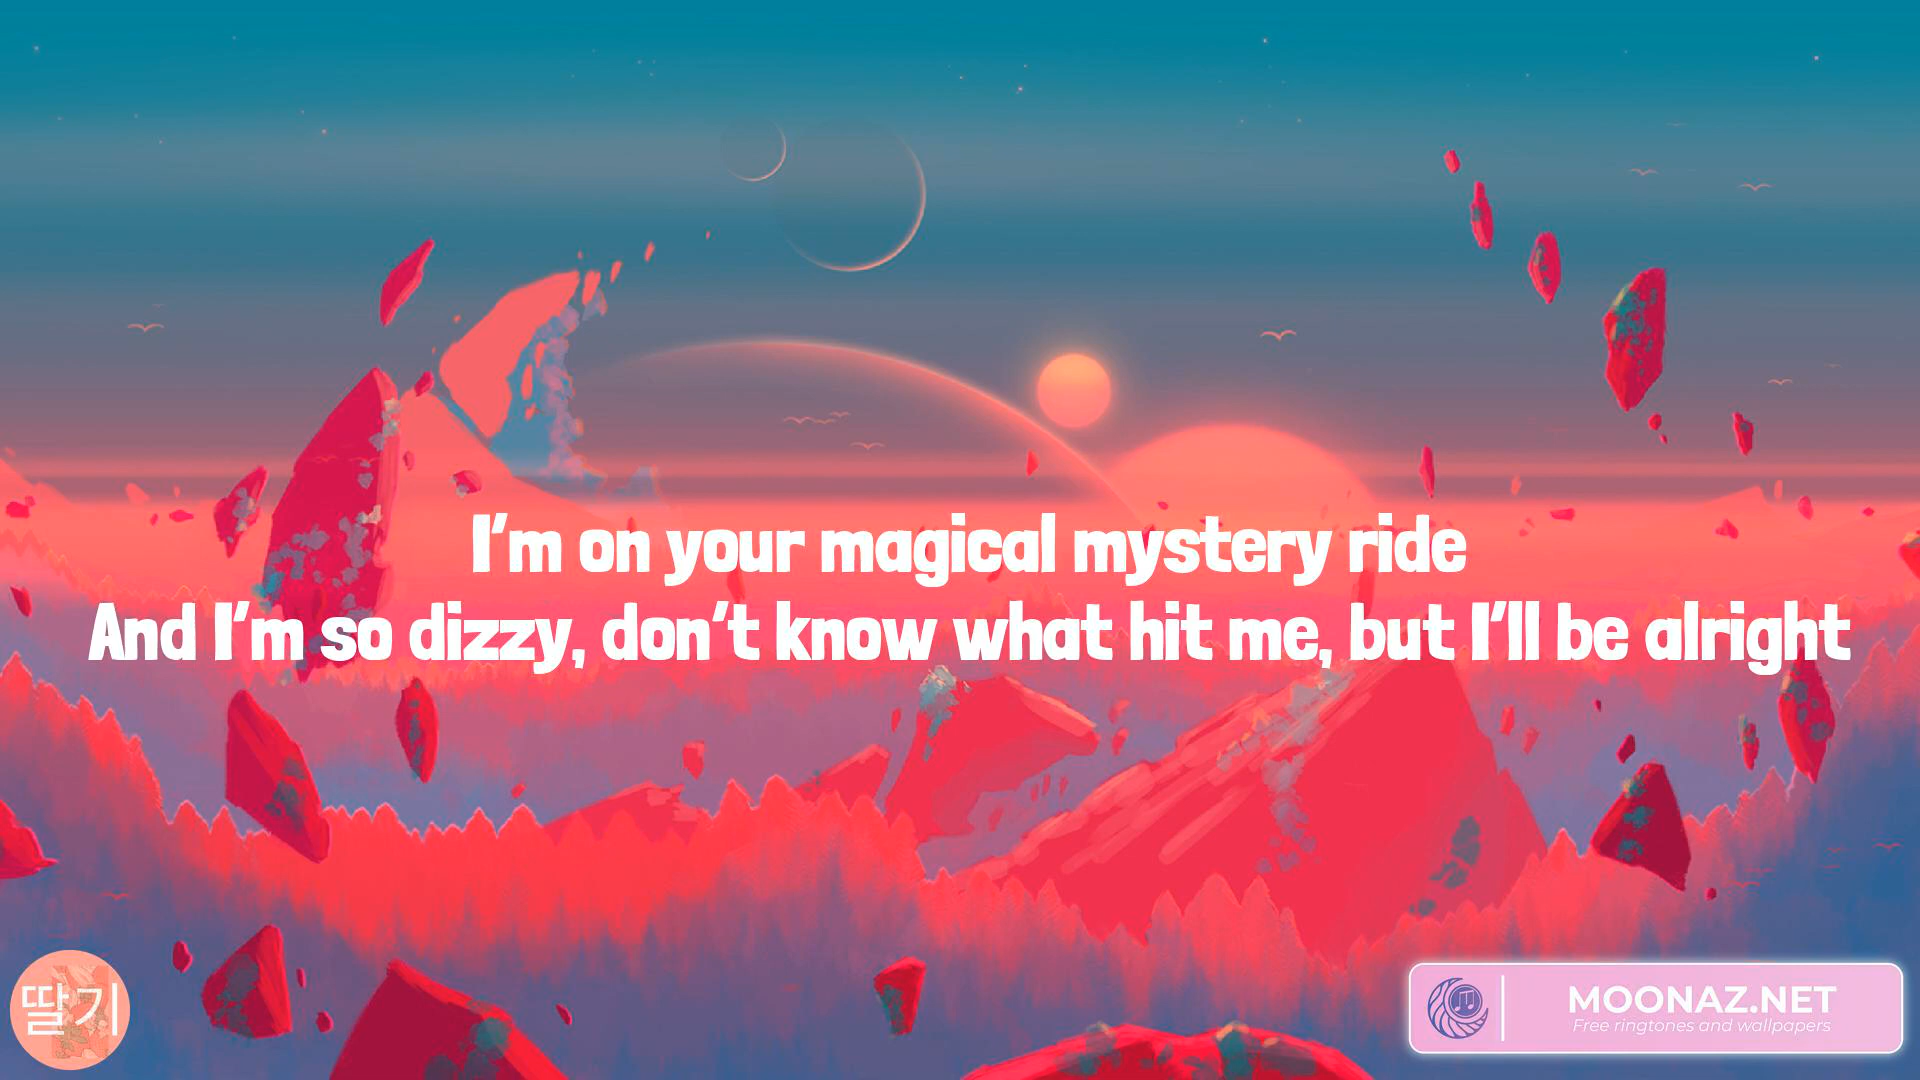 I'm on your magical mystery ride
And I'm so dizzy, don't know what hit me, but I'll be alright
딸기
MOONAZ.NET
Free ringtones and wallpapers